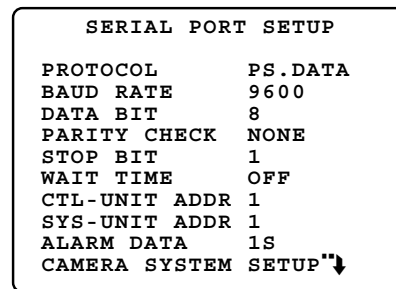 SERIAL PORT SETUP
PROTOCOL PS.DATA
BAUD RATE 9600
DATA BIT 8
PARITY CHECK NONE
STOP BIT 1
WAIT TIME OFF
CTL-UNIT ADDR 1
SYS-UNIT ADDR 1
ALARM DATA 1S
CAMERA SYSTEM SETUP